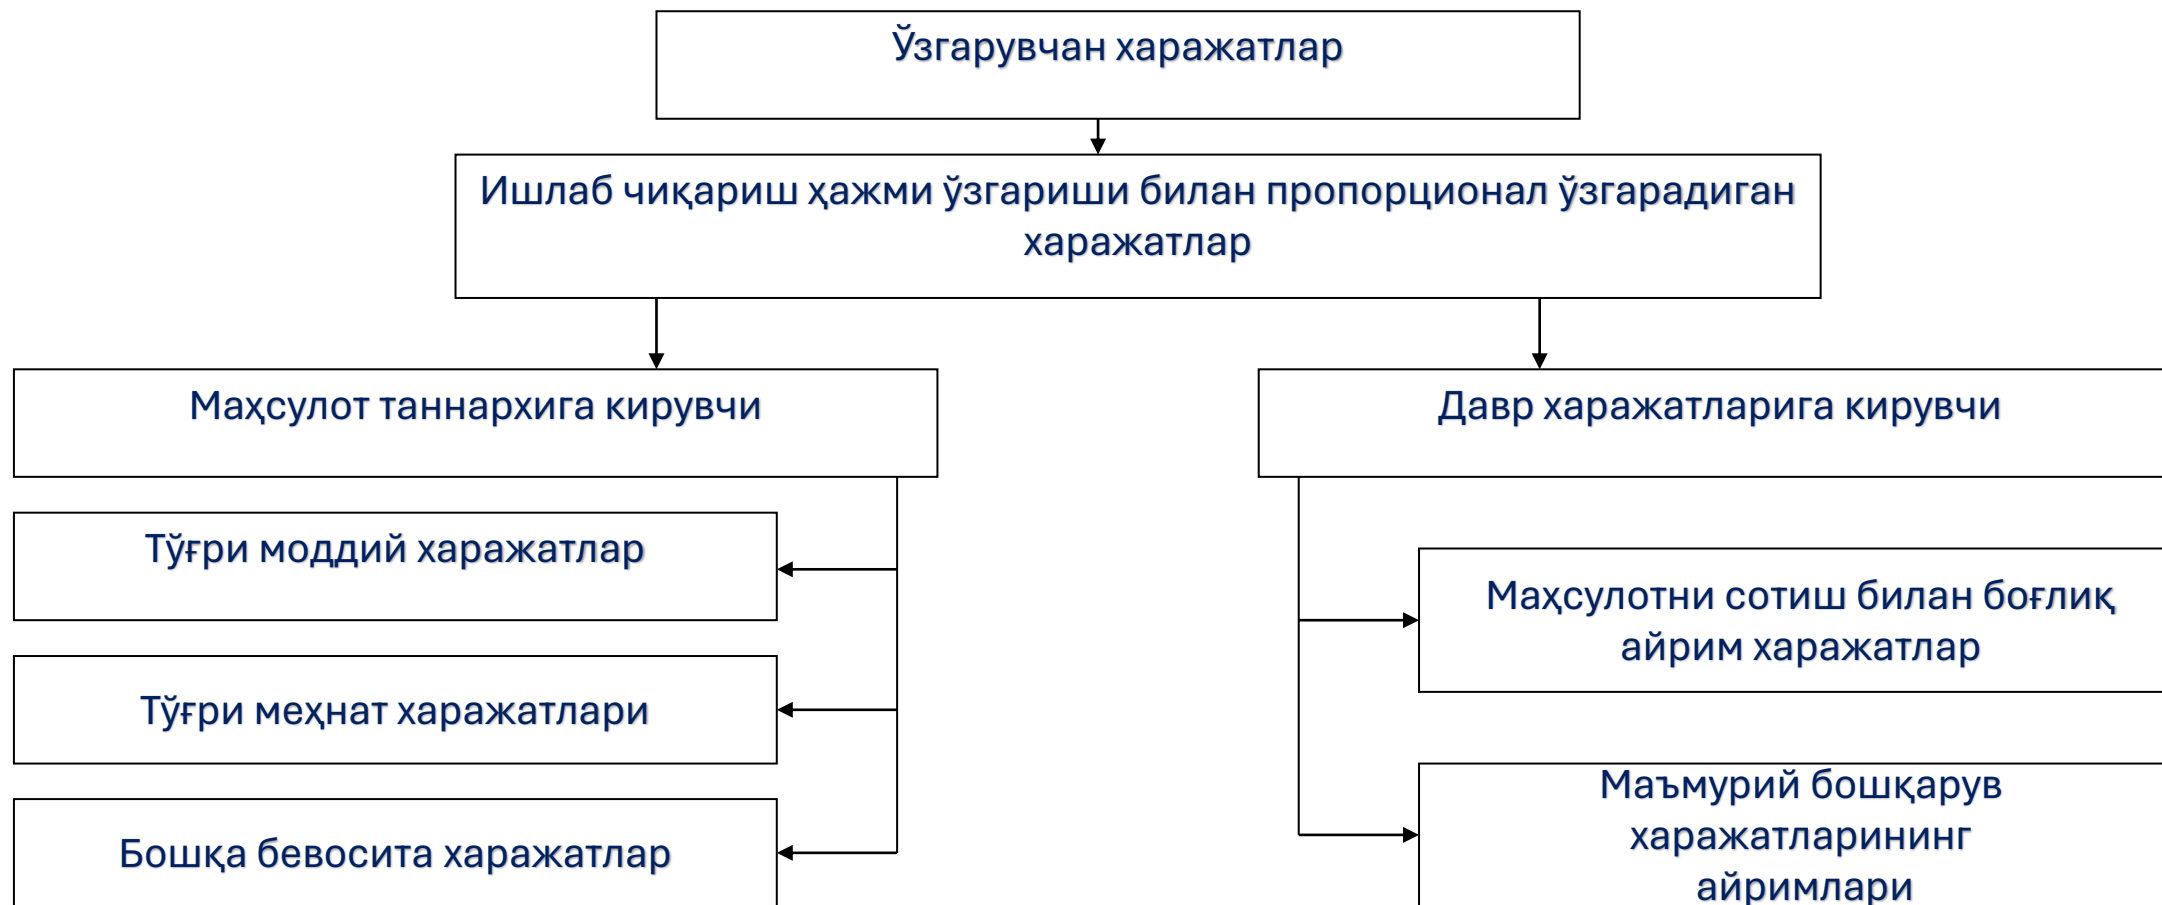 Ўзгарувчан харажатлар
Ишлаб чиқариш ҳажми ўзгариши билан пропорционал ўзгарадиган
харажатлар
Маҳсулот таннархига кирувчи
Давр харажатларига кирувчи
Тўғри моддий харажатлар
Тўғри меҳнат харажатлари
Бошқа бевосита харажатлар
Маҳсулотни сотиш билан боғлиқ
айрим харажатлар
Маъмурий бошқарув
харажатларининг
айримлари